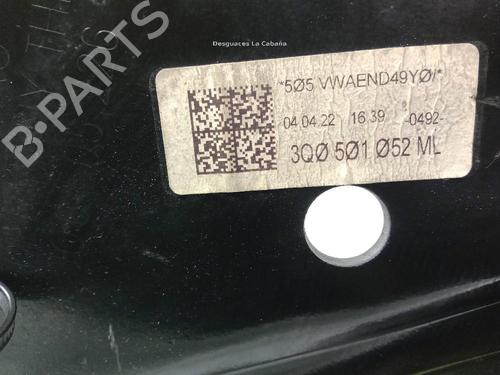 Desguaces La Cabaña
*5Ø5 VWAEND49YØ/*
04.04.22 16.39 -0492-
3QØ 5Ø1 Ø52 ML
B-PARTS